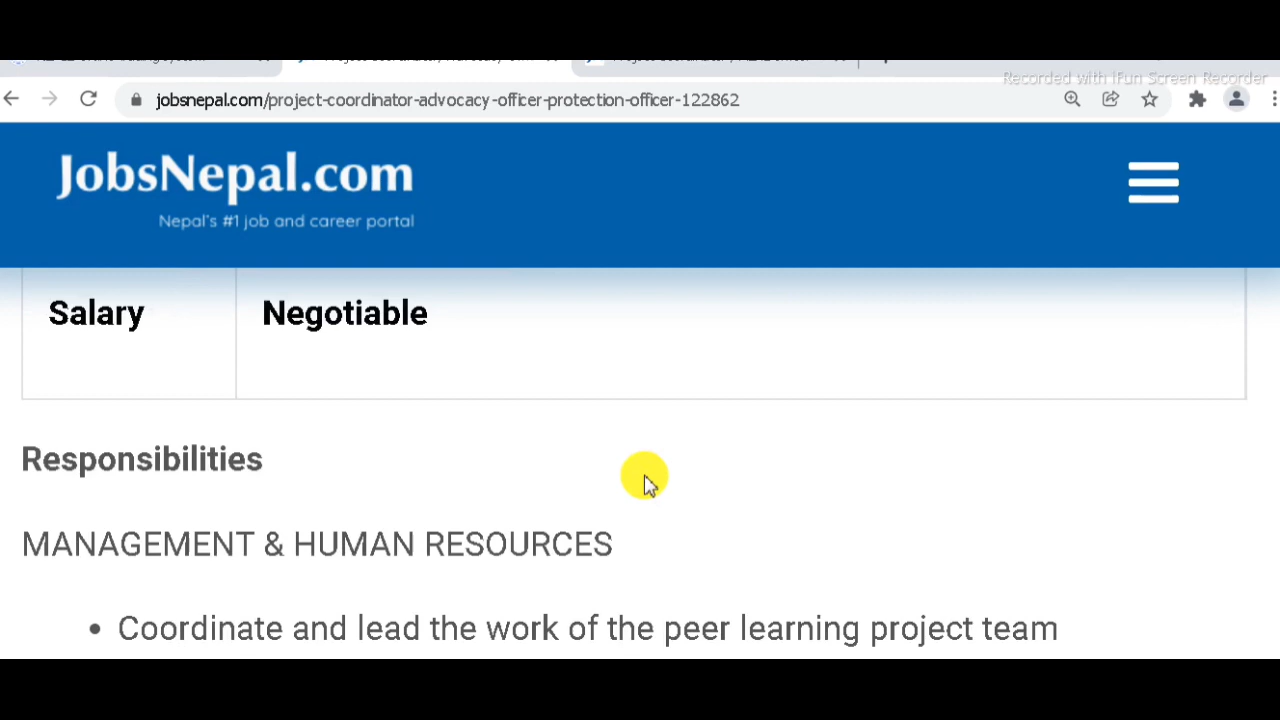 Recorded with iFun Screen Recorder
jobsnepal.com/project-coordinator-advocacy-officer-protection-officer-122862
JobsNepal.com
Nepal's #1 job and career portal
Salary
Negotiable
Responsibilities
MANAGEMENT & HUMAN RESOURCES
• Coordinate and lead the work of the peer learning project team